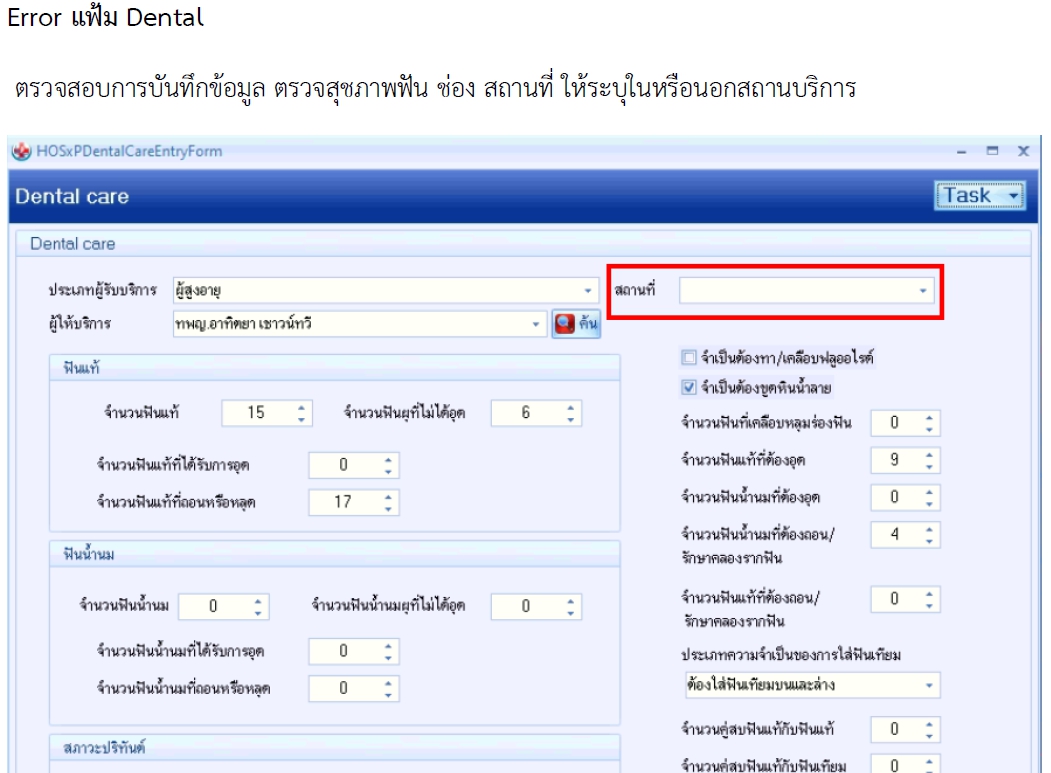 Error แฟ้ม Dental
ตรวจสอบการบันทึกข้อมูล ตรวจสุชภาพฟัน ช่อง สถานที่ ให้ระบุในหรือนอกสถานบริการ
HOSxPDentalCareEntryForm
Dental care
Task
Dental care
ประเภทผู้รับบริการ ผู้สูงอายุ สถานที่
ผู้ให้บริการ ทพญ.อาทิตยา เชาวน์ทวี ค้น
ฟันแท้
จำเป็นต้องทา/เคลือบฟลูออไรด์
จำเป็นต้องขูดหินน้ำลาย
จำนวนฟันแท้ 15 จำนวนฟันผุที่ไม่ได้อุด 6
จำนวนฟันที่เคลือบหลุมร่องฟัน 0
จำนวนฟันแท้ที่ได้รับการอุด 0
จำนวนฟันแท้ที่ต้องอุด 9
จำนวนฟันแท้ที่ถอนหรือหลุด 17
จำนวนฟันน้ำนมที่ต้องอุด 0
จำนวนฟันน้ำนมที่ต้องถอน/ 4
รักษาคลองรากฟัน
ฟันน้ำนม
จำนวนฟันน้ำนม 0 จำนวนฟันน้ำนมผุที่ไม่ได้อุด 0
จำนวนฟันแท้ที่ต้องถอน/ 0
รักษาคลองรากฟัน
จำนวนฟันน้ำนมที่ได้รับการอุด 0
ประเภทความจำเป็นของการใส่ฟันเทียม
จำนวนฟันน้ำนมที่ถอนหรือหลุด 0
ต้องใส่ฟันเทียมบนและล่าง
จำนวนคู่สบฟันแท้กับฟันแท้ 0
สภาวะปริทันต์
จำนวนคู่สบฟันแท้กับฟันเทียม 0